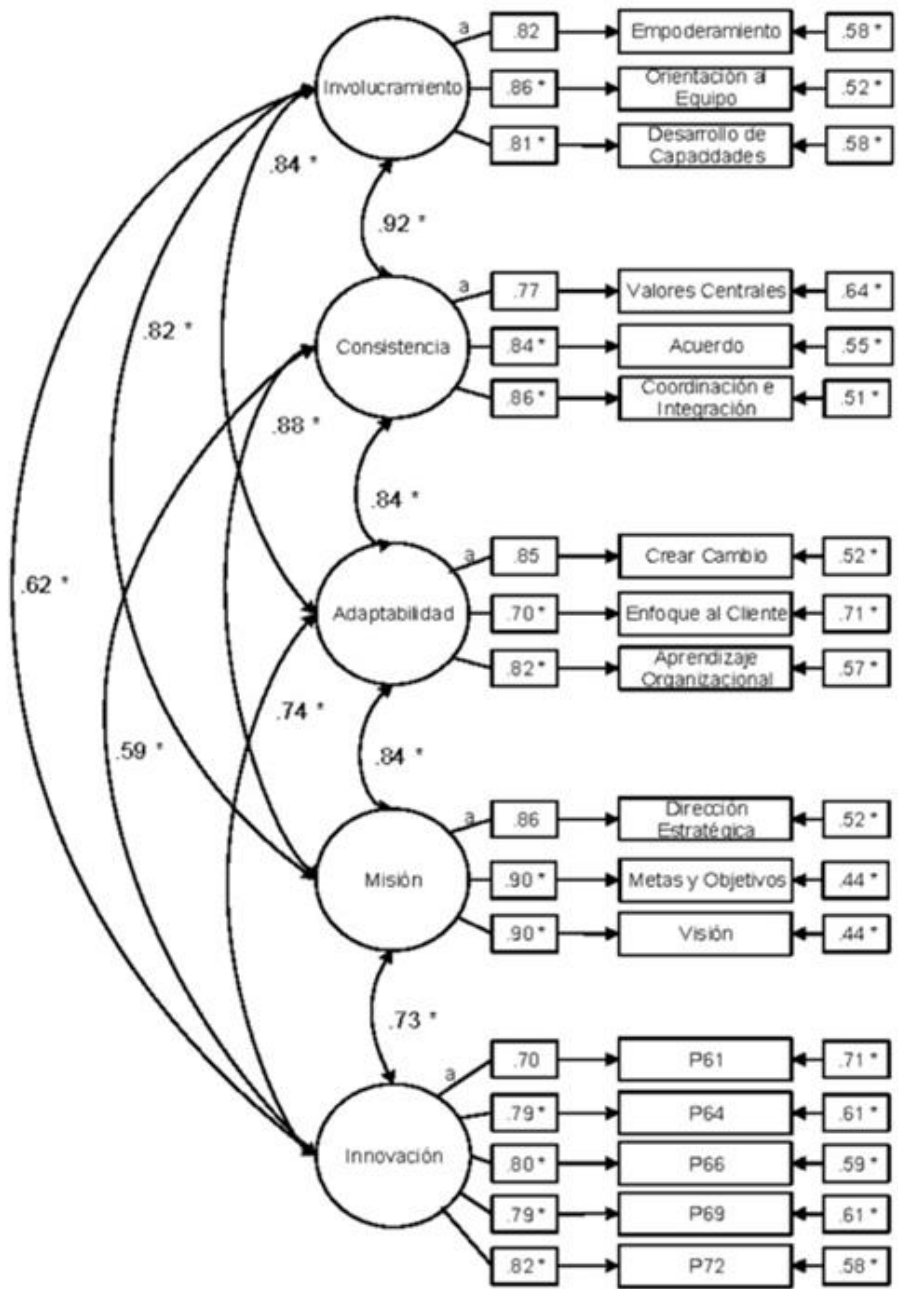 a .82 Empoderamiento .58 *
Involucramiento .86 * Orientación al Equipo .52 *
.81 * Desarrollo de Capacidades .58 *
.84 *
.92 *
a .77 Valores Centrales .64 *
.82 *
Consistencia .84 * Acuerdo .55 *
.86 * Coordinación e Integración .51 *
.88 *
.84 *
a .85 Crear Cambio .52 *
.62 *
Adaptabilidad .70 * Enfoque al Cliente .71 *
.82 * Aprendizaje Organizacional .57 *
.74 *
.59 *
.84 *
a .86 Dirección Estratégica .52 *
Misión .90 * Metas y Objetivos .44 *
.90 * Visión .44 *
.73 *
a .70 P61 .71 *
.79 * P64 .61 *
Innovación .80 * P66 .59 *
.79 * P69 .61 *
.82 * P72 .58 *